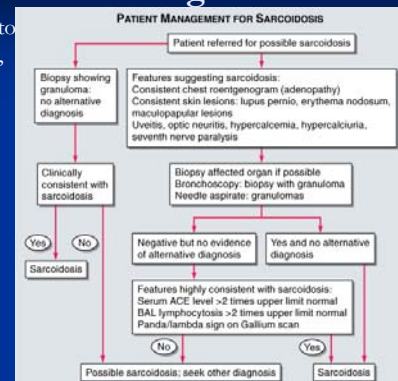 PATIENT MANAGEMENT FOR SARCOIDOSIS
to
,
Patient referred for possible sarcoidosis
Biopsy showing
granuloma:
no alternative
diagnosis
Features suggesting sarcoidosis:
Consistent chest roentgenogram (adenopathy)
Consistent skin lesions: lupus pernio, erythema nodosum,
maculopapular lesions
Uveitis, optic neuritis, hypercalcemia, hypercalciuria,
seventh nerve paralysis
Clinically
consistent with
sarcoidosis
Biopsy affected organ if possible
Bronchoscopy: biopsy with granuloma
Needle aspirate: granulomas
Yes
No
Sarcoidosis
Negative but no evidence
of alternative diagnosis
Yes and no alternative
diagnosis
Features highly consistent with sarcoidosis:
Serum ACE level >2 times upper limit normal
BAL lymphocytosis >2 times upper limit normal
Panda/lambda sign on Gallium scan
No
Yes
Possible sarcoidosis; seek other diagnosis
Sarcoidosis